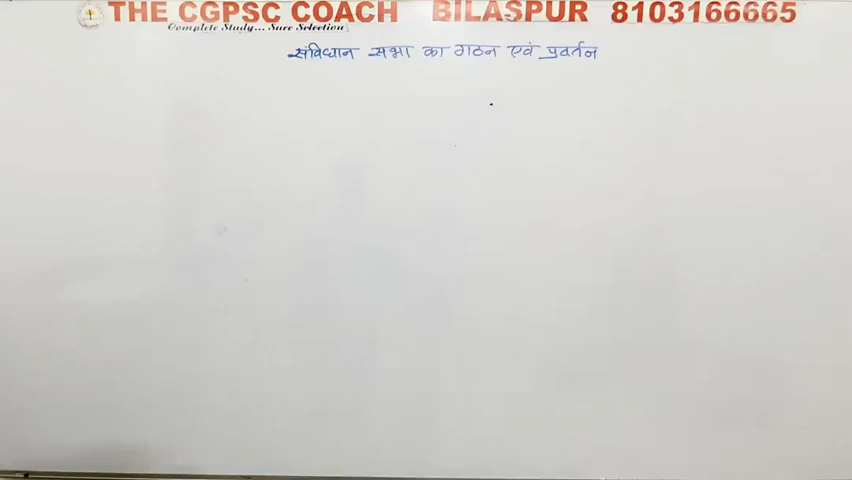 THE CGPSC COACH BILASPUR 8103166665
Complete Study... Sure Selection
संविधान सभा का गठन एवं प्रवर्तन